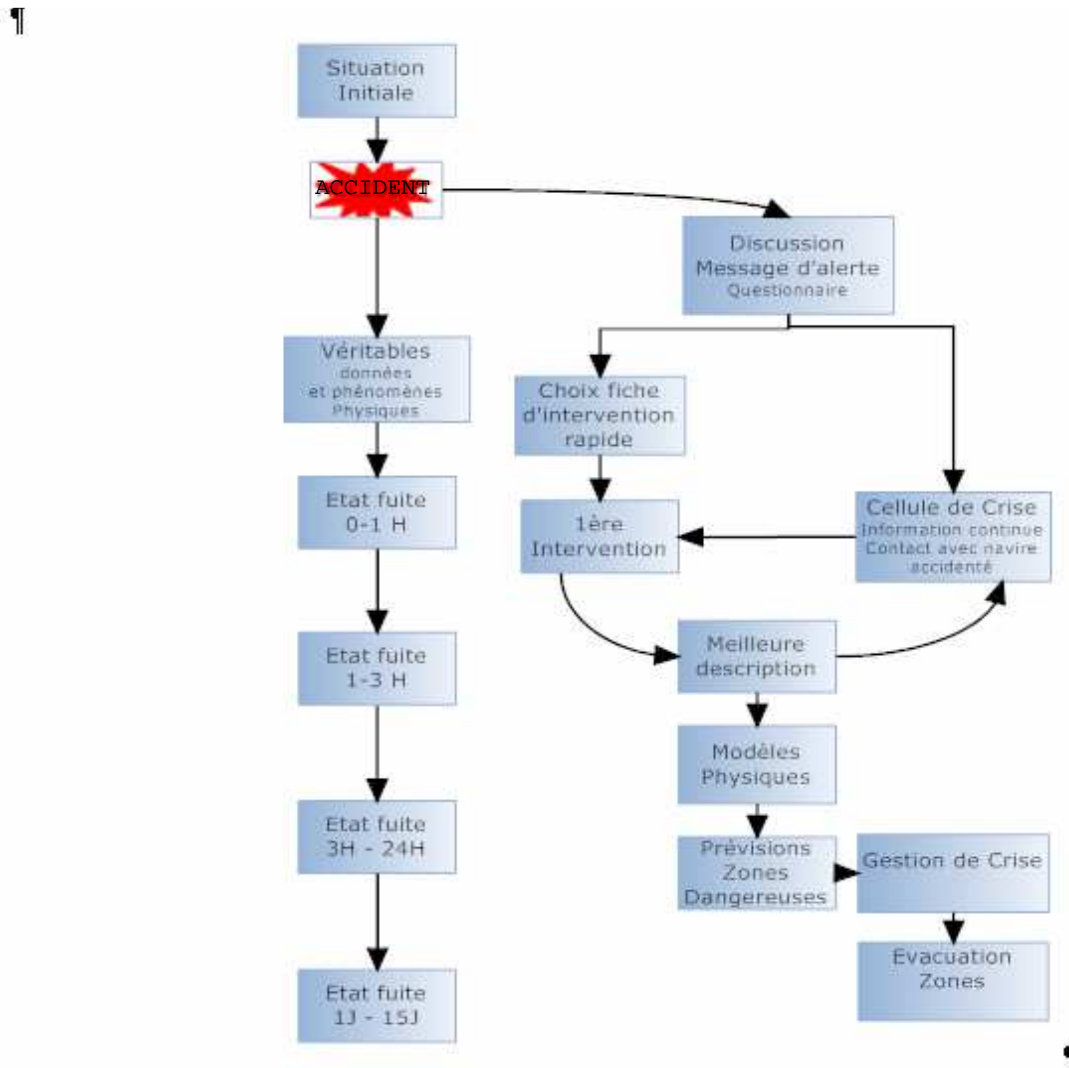 ¶
Situation
Initiale
ACCIDENT
Discussion
Message d'alerte
Questionnaire
Véritables
données
et phénomènes
Physiques
Choix fiche
d'intervention
rapide
Etat fuite
0-1 H
1ère
Intervention
Cellule de Crise
Information continue
Contact avec navire
accidenté
Etat fuite
1-3 H
Meilleure
description
Modèles
Physiques
Etat fuite
3H - 24H
Prévisions
Zones
Dangereuses
Gestion de Crise
Evacuation
Zones
Etat fuite
1J - 15J